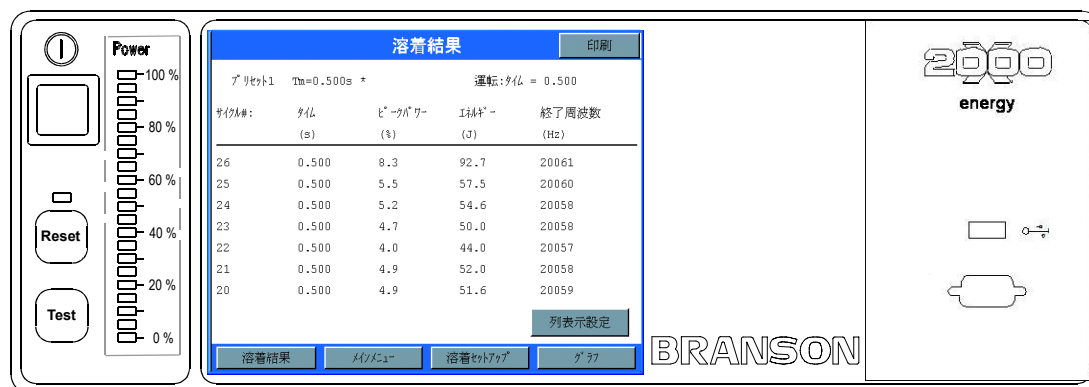 Power
100 %
80 %
60 %
40 %
20 %
0 %
Reset
Test
溶着結果
印刷
ﾌﾟﾘｾｯﾄ1 Tm=0.500s * 運転:ﾀｲﾑ = 0.500
ｻｲｸﾙ#: ﾀｲﾑ ﾋﾟｰｸﾊﾟﾜｰ ｴﾈﾙｷﾞｰ 終了周波数
(s) (%) (J) (Hz)
26 0.500 8.3 92.7 20061
25 0.500 5.5 57.5 20060
24 0.500 5.2 54.6 20058
23 0.500 4.7 50.0 20058
22 0.500 4.0 44.0 20057
21 0.500 4.9 52.0 20058
20 0.500 4.9 51.6 20059
列表示設定
溶着結果 ﾒｲﾝﾒﾆｭｰ 溶着ｾｯﾄｱｯﾌﾟ ｸﾞﾗﾌ
BRANSON
2000
energy